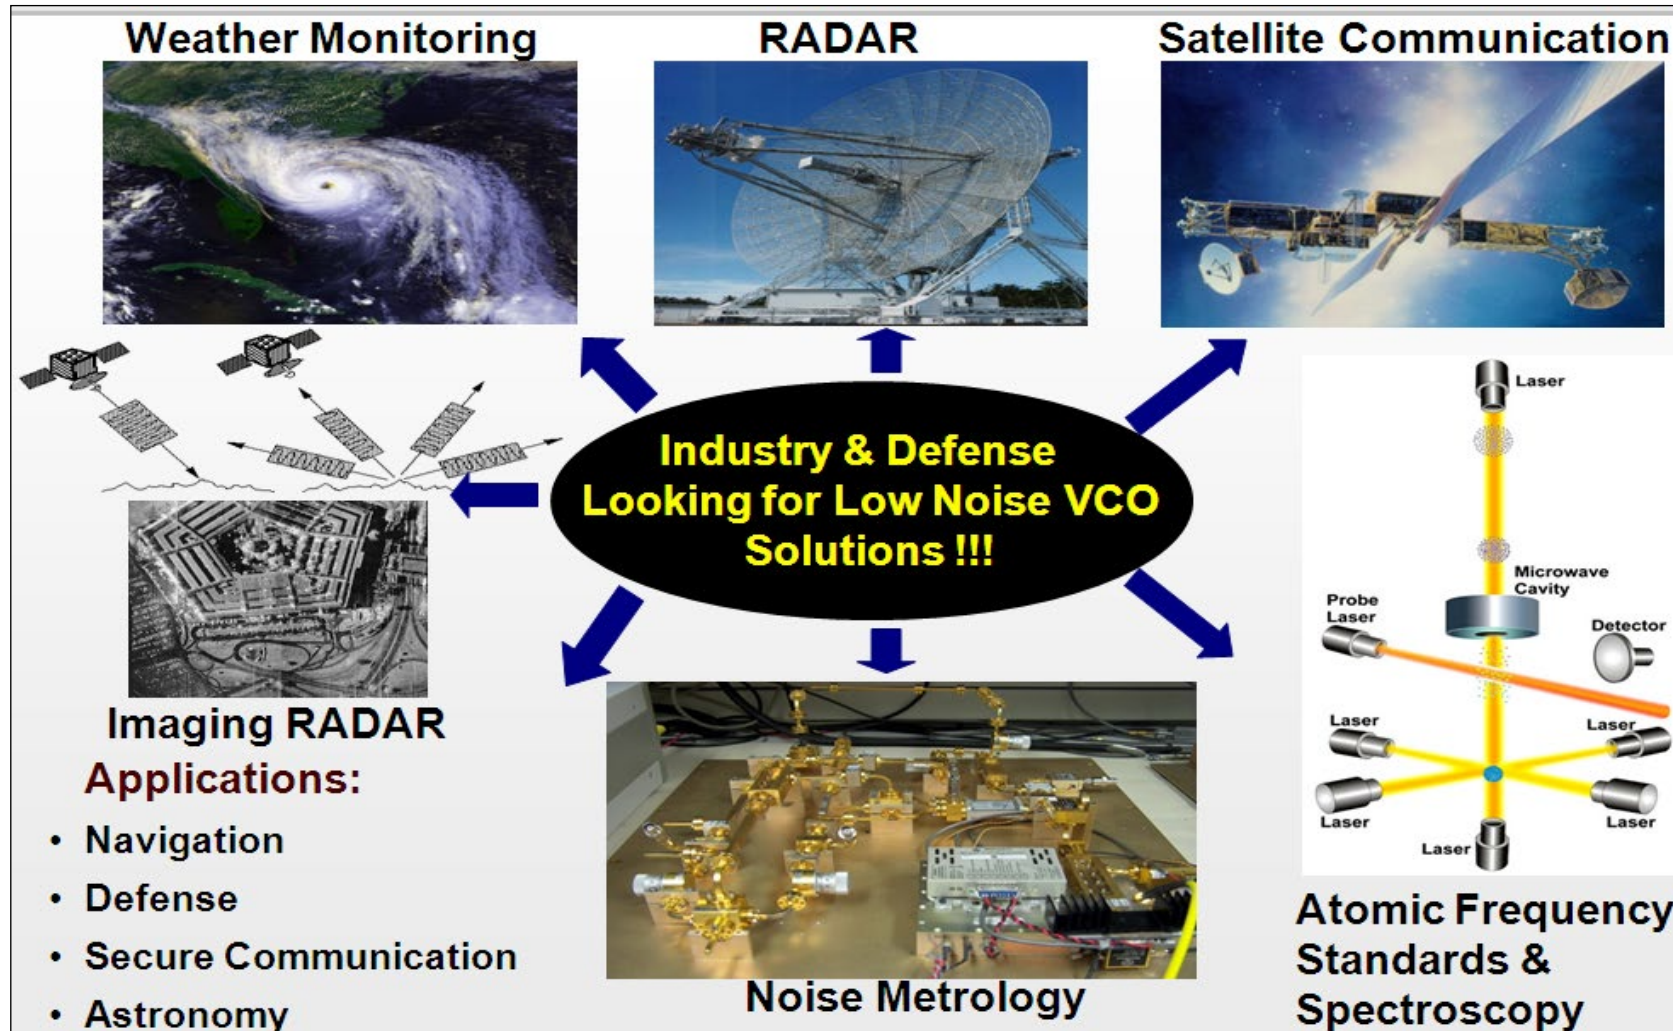 Weather Monitoring
RADAR
Satellite Communication
Industry & Defense
Looking for Low Noise VCO
Solutions !!!
Laser
Microwave
Cavity
Probe
Laser
Detector
Laser
Laser
Laser
Laser
Laser
Imaging RADAR
Applications:
• Navigation
• Defense
• Secure Communication
• Astronomy
Noise Metrology
Atomic Frequency
Standards &
Spectroscopy